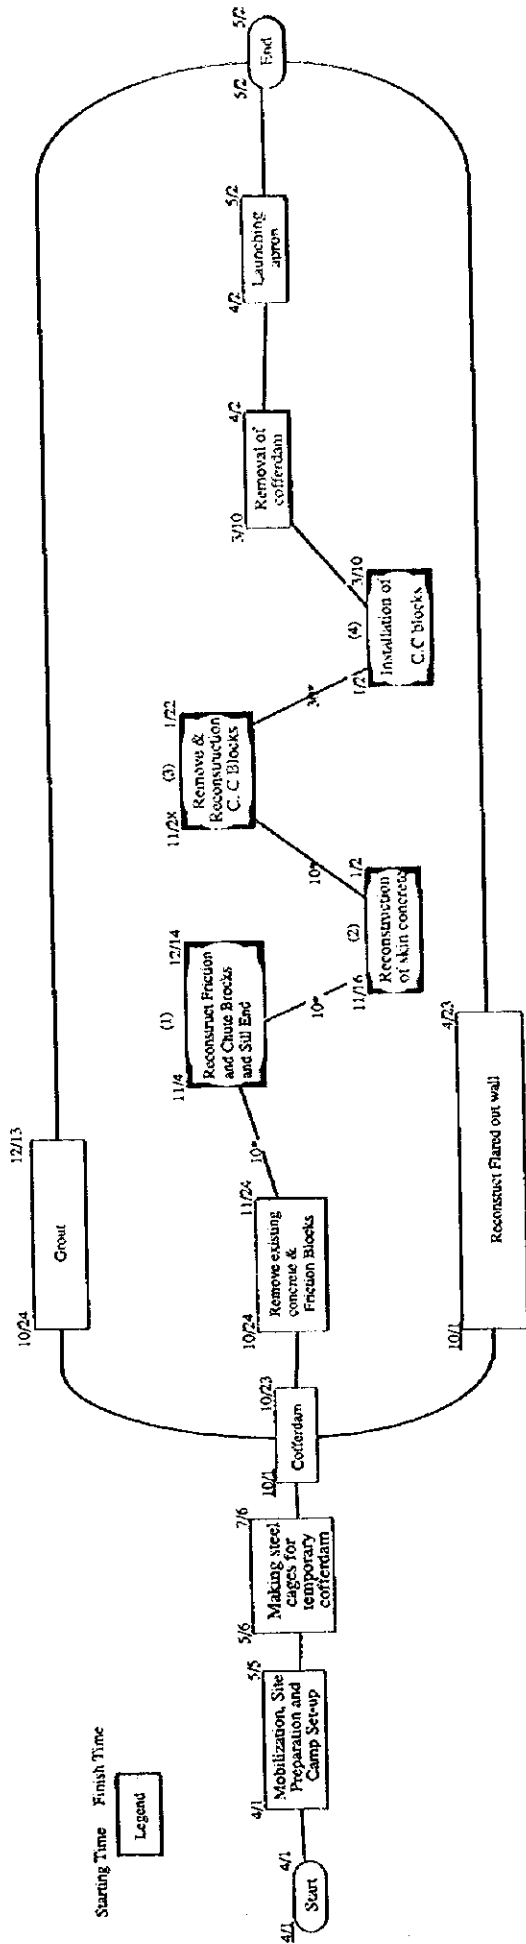 Starting Time Finish Time
Legend
4/1 4/1
Start
4/1 5/5
Mobilization, Site
Preparation and
Camp Set-up
5/6 7/6
Making steel
cages for
temporary
cofferdam
10/1 10/23
Cofferdam
10/24 12/13
Grout
10/24 11/24
Remove existing
concrete &
Friction Blocks
10/1 4/23
Reconstuct Flared out wall
10*
(1)
11/4 12/14
Reconstruct Friction
and Chute Brocks
and Sill End
10*
(2)
11/16 1/2
Reconstruction
of skin concrete
10*
(3)
11/28 1/22
Remove &
Reconstruction
C. C Blocks
(4)
1/2 3/10
Installation of
C.C blocks
3/10 4/2
Removal of
cofferdam
4/2 5/2
Launching
apron
5/2 5/2
End